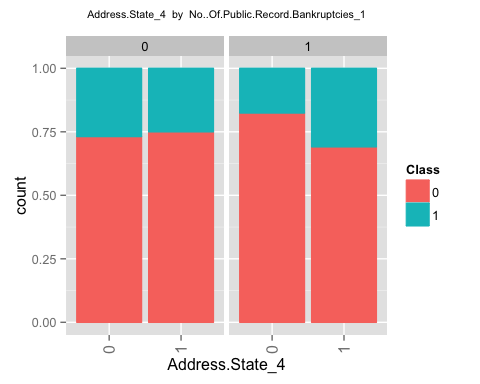 Address.State_4 by No..Of.Public.Record.Bankruptcies_1
0 1
1.00
0.75
0.50
0.25
0.00
count
0 1 0 1
Address.State_4
Class
0
1